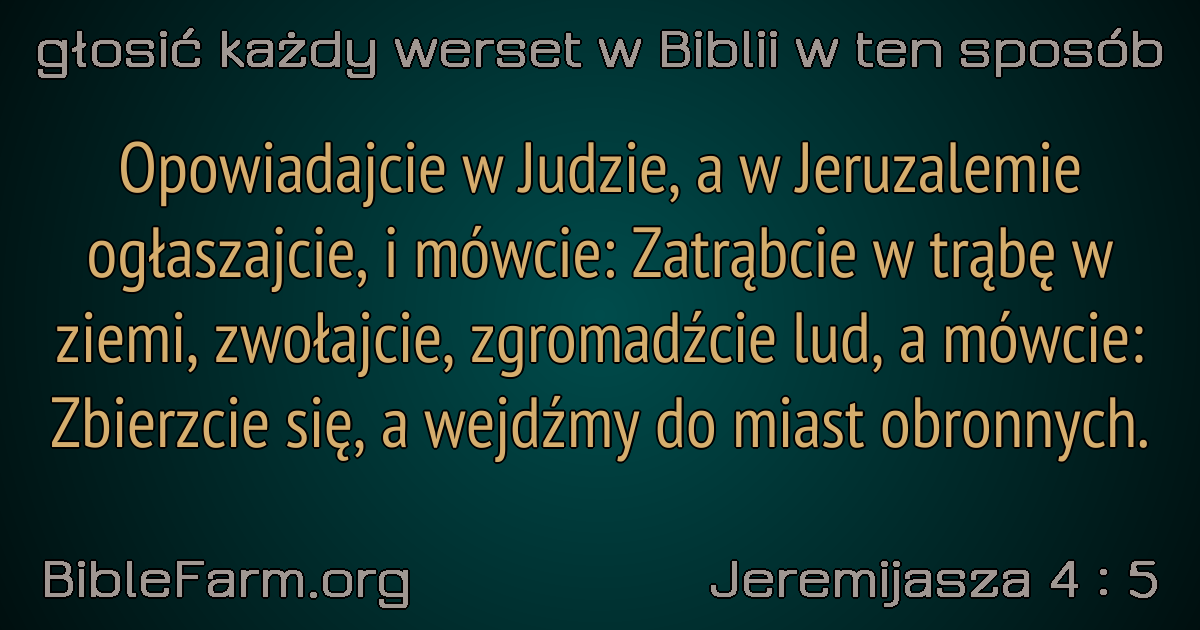 głosić każdy werset w Biblii w ten sposób
Opowiadajcie w Judzie, a w Jeruzalemie
ogłaszajcie, i mówcie: Zatrąbcie w trąbę w
ziemi, zwołajcie, zgromadźcie lud, a mówcie:
Zbierzcie się, a wejdźmy do miast obronnych.
BibleFarm.org
Jeremijasza 4 : 5